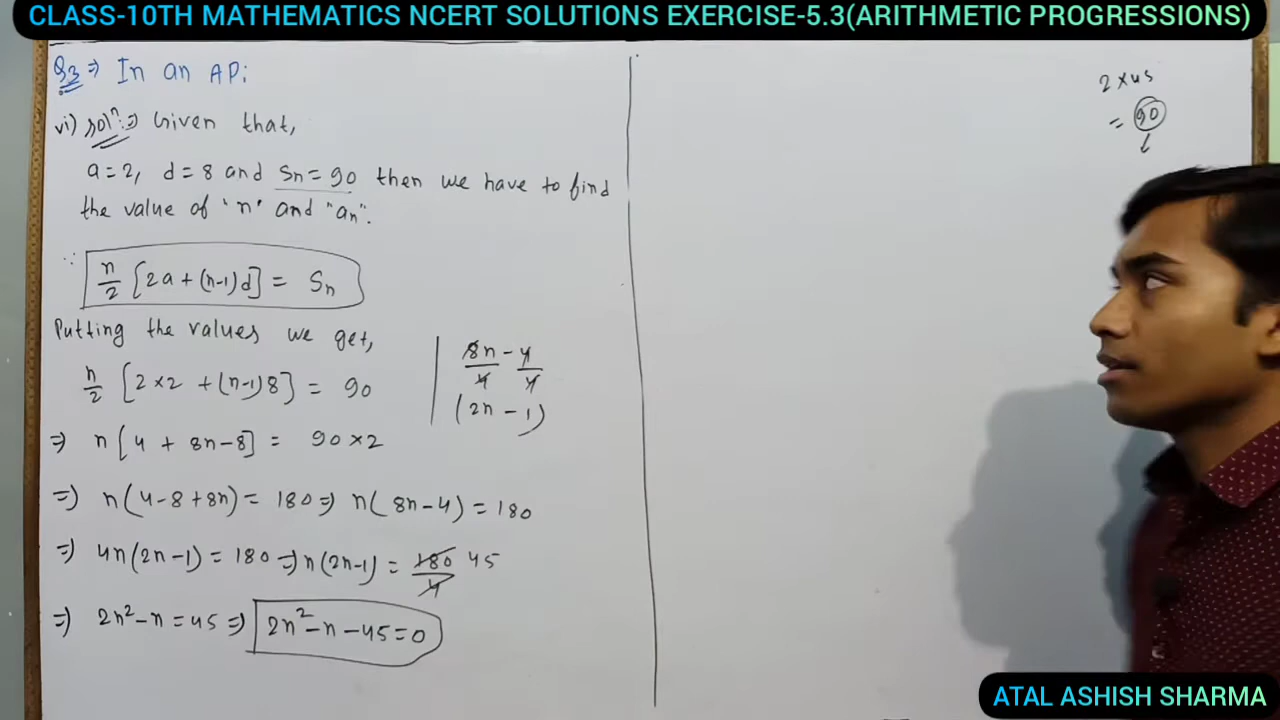 CLASS-10TH MATHEMATICS NCERT SOLUTIONS EXERCISE-5.3(ARITHMETIC PROGRESSIONS)
Q3 ⇒ In an AP:
vi) solⁿ:⇒ Given that,
a = 2, d = 8 and Sn = 90 then we have to find
the value of 'n' and "an".
∵ n/2 [2a + (n-1)d] = Sn
Putting the values we get,
n/2 [2×2 + (n-1)8] = 90
⇒ n[4 + 8n-8] = 90×2
⇒ n(4-8+8n) = 180 ⇒ n(8n-4) = 180
⇒ 4n(2n-1) = 180 ⇒ n(2n-1) = 180/4 45
⇒ 2n²-n = 45 ⇒ 2n²-n-45=0
8n/4 - 4/4
(2n-1)
2×45
= 90
ATAL ASHISH SHARMA